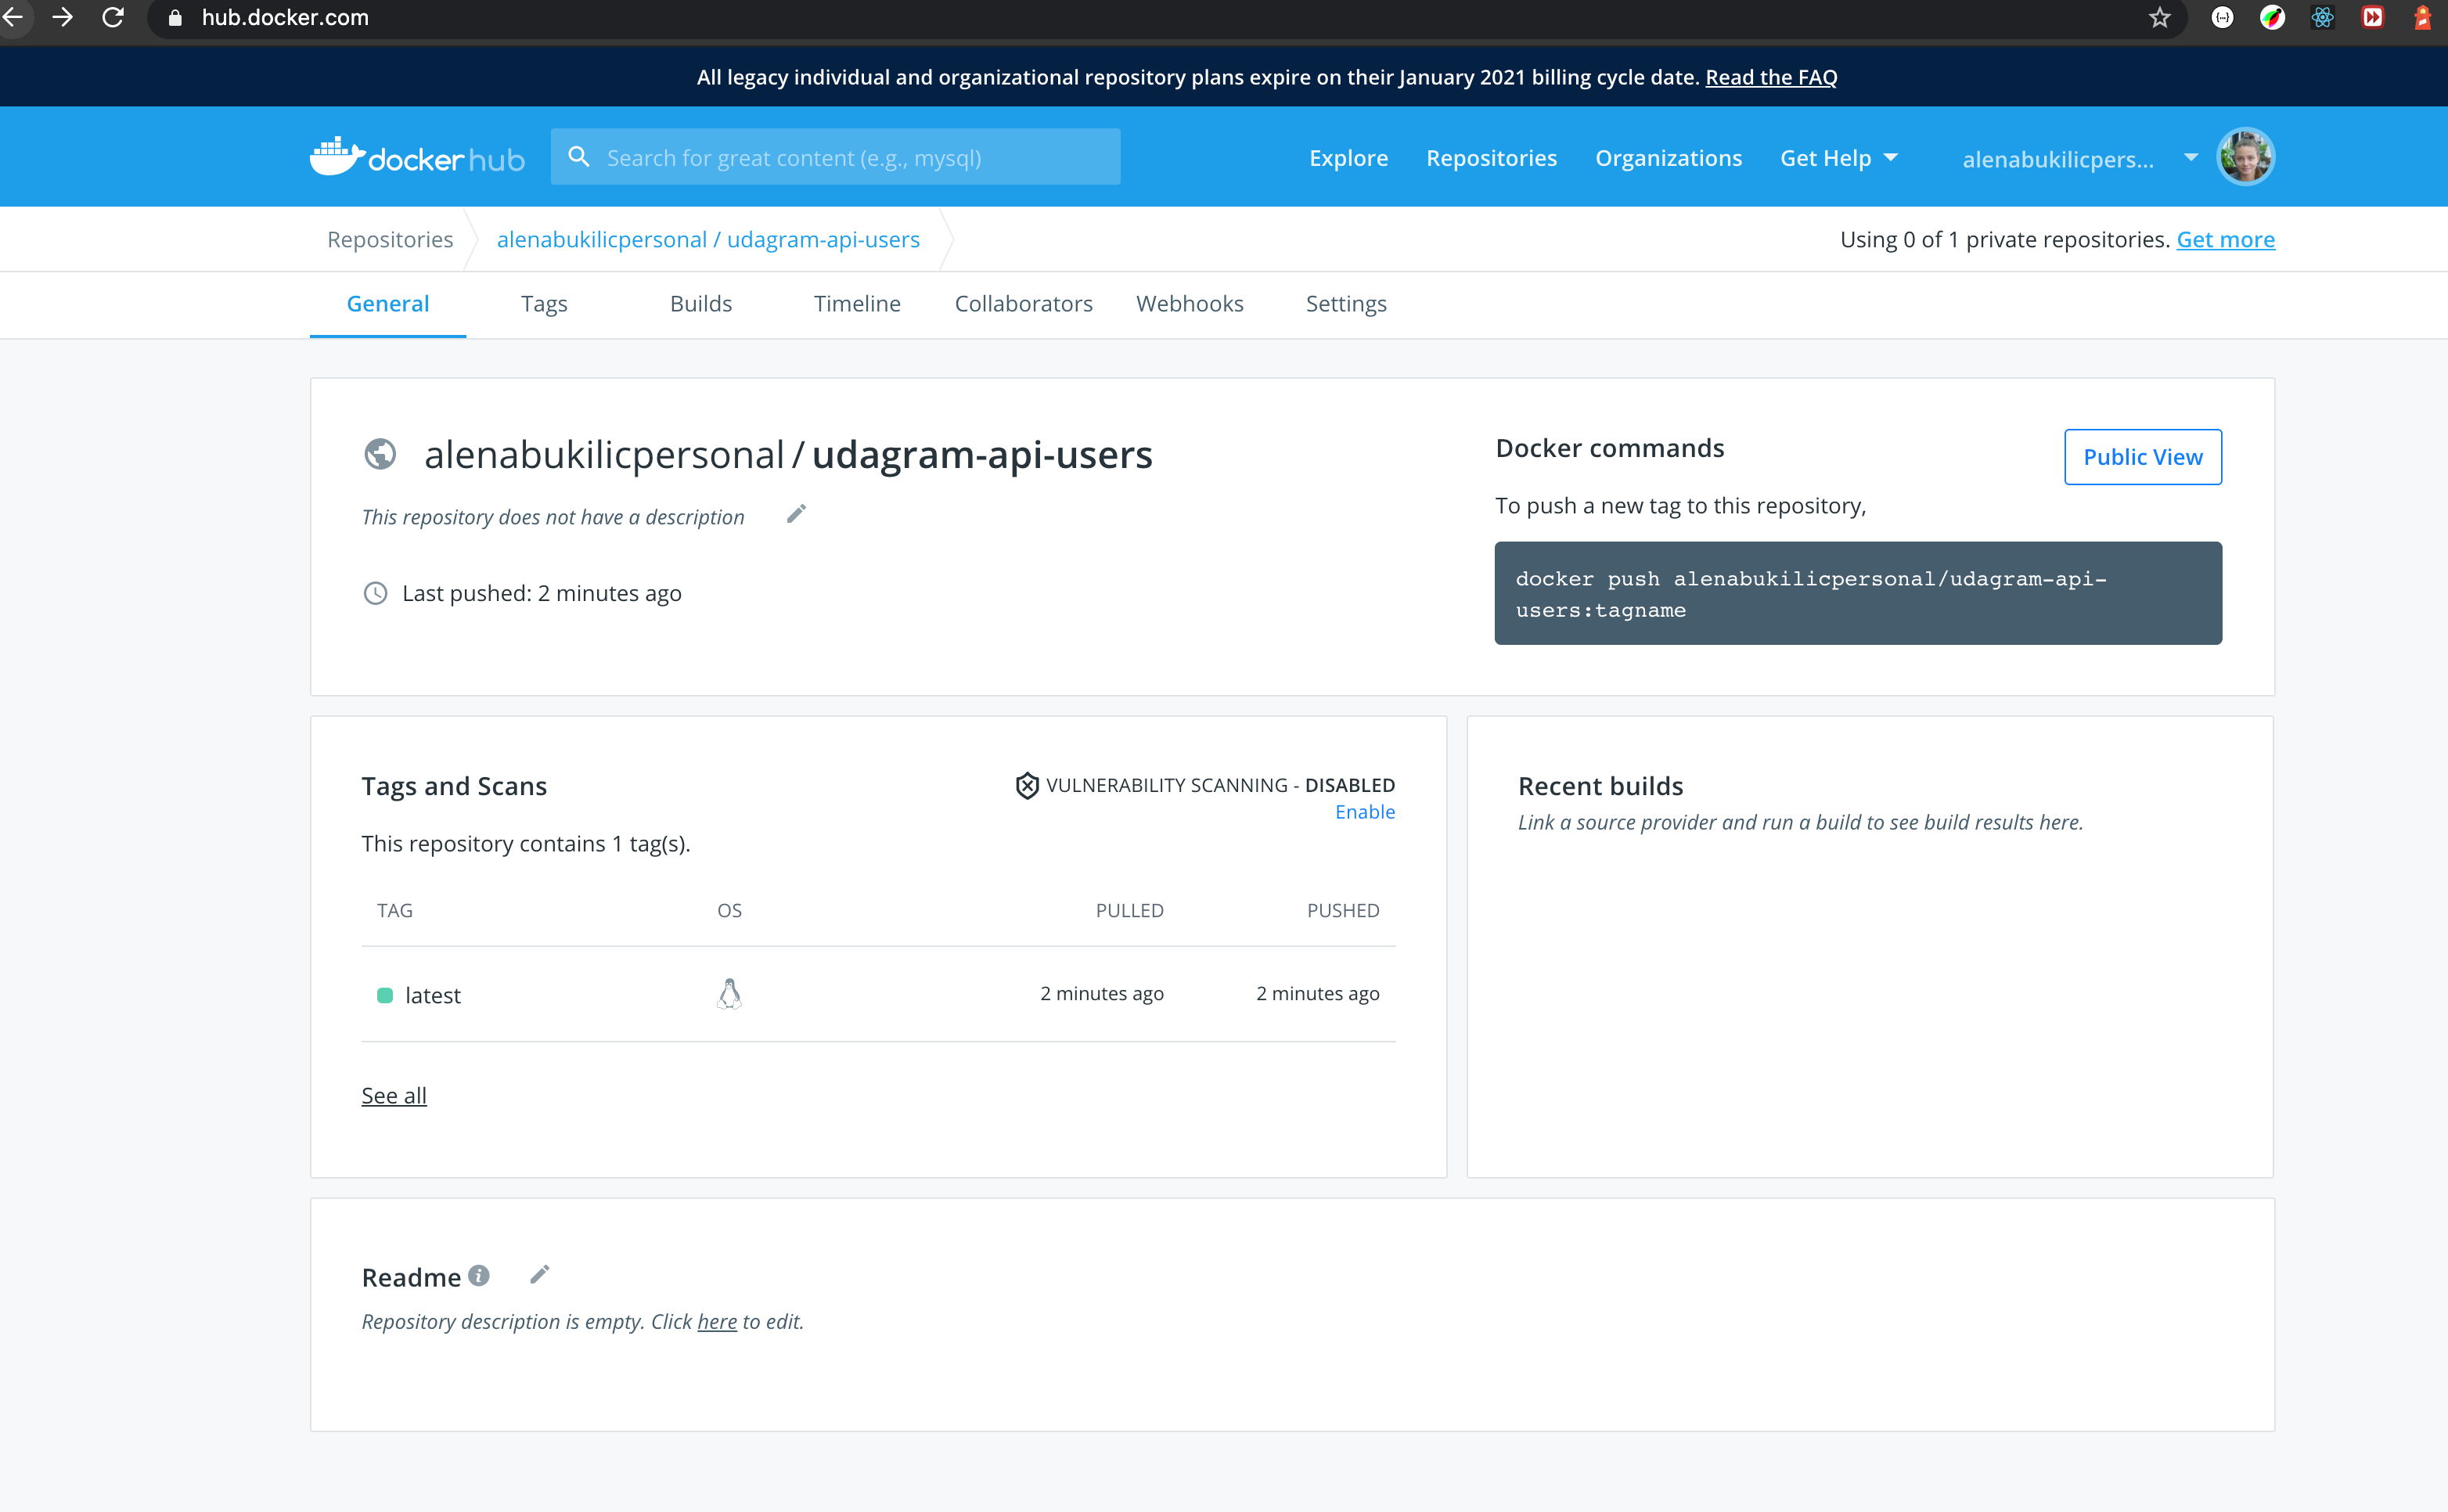 hub.docker.com
All legacy individual and organizational repository plans expire on their January 2021 billing cycle date. Read the FAQ
docker hub
Search for great content (e.g., mysql)
Explore Repositories Organizations Get Help alenabukilicpers...
Repositories alenabukilicpersonal / udagram-api-users Using 0 of 1 private repositories. Get more
General Tags Builds Timeline Collaborators Webhooks Settings
alenabukilicpersonal / udagram-api-users
This repository does not have a description
Last pushed: 2 minutes ago
Docker commands
Public View
To push a new tag to this repository,
docker push alenabukilicpersonal/udagram-api-
users:tagname
Tags and Scans
VULNERABILITY SCANNING - DISABLED
Enable
This repository contains 1 tag(s).
TAG OS PULLED PUSHED
latest 2 minutes ago 2 minutes ago
See all
Recent builds
Link a source provider and run a build to see build results here.
Readme
Repository description is empty. Click here to edit.